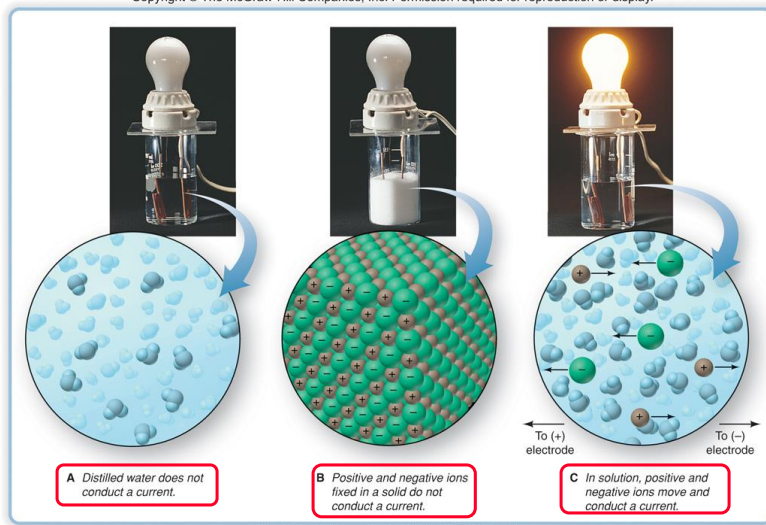 Copyright © The McGraw-Hill Companies, Inc. Permission required for reproduction or display.
To (+)
electrode
To (–)
electrode
A Distilled water does not
conduct a current.
B Positive and negative ions
fixed in a solid do not
conduct a current.
C In solution, positive and
negative ions move and
conduct a current.